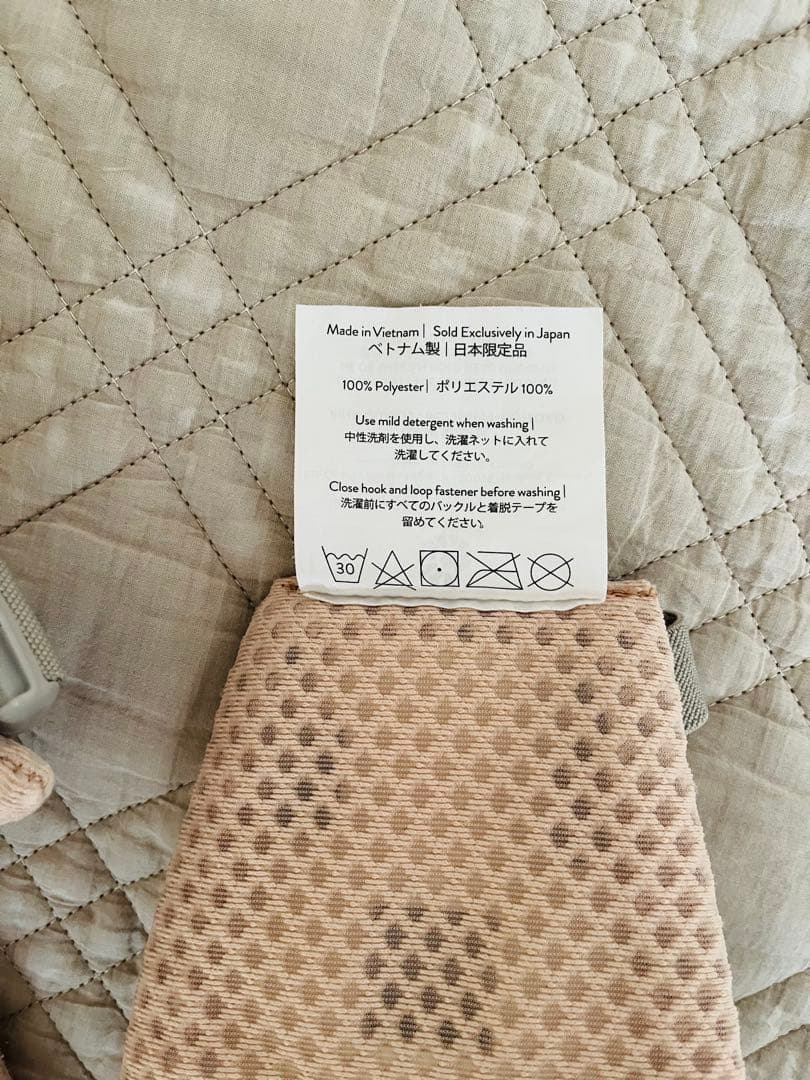 Made in Vietnam | Sold Exclusively in Japan
ベトナム製 | 日本限定品
100% Polyester | ポリエステル 100%
Use mild detergent when washing |
中性洗剤を使用し、洗濯ネットに入れて
洗濯してください。
Close hook and loop fastener before washing |
洗濯前にすべてのバックルと着脱テープを
留めてください。
30